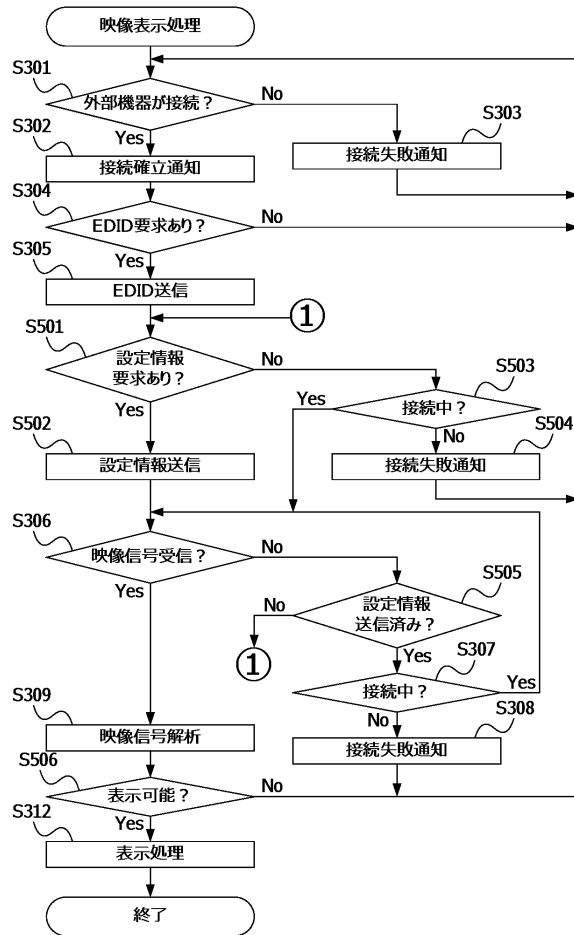 映像表示処理
S301
外部機器が接続？
No
Yes
S302
接続確立通知
S303
接続失敗通知
S304
EDID要求あり？
No
Yes
S305
EDID送信
①
S501
設定情報
要求あり？
No
Yes
S503
接続中？
Yes
No
S502
設定情報送信
S504
接続失敗通知
S306
映像信号受信？
No
Yes
S505
設定情報
送信済み？
No
Yes
①
S307
接続中？
Yes
No
S308
接続失敗通知
S309
映像信号解析
S506
表示可能？
No
Yes
S312
表示処理
終了